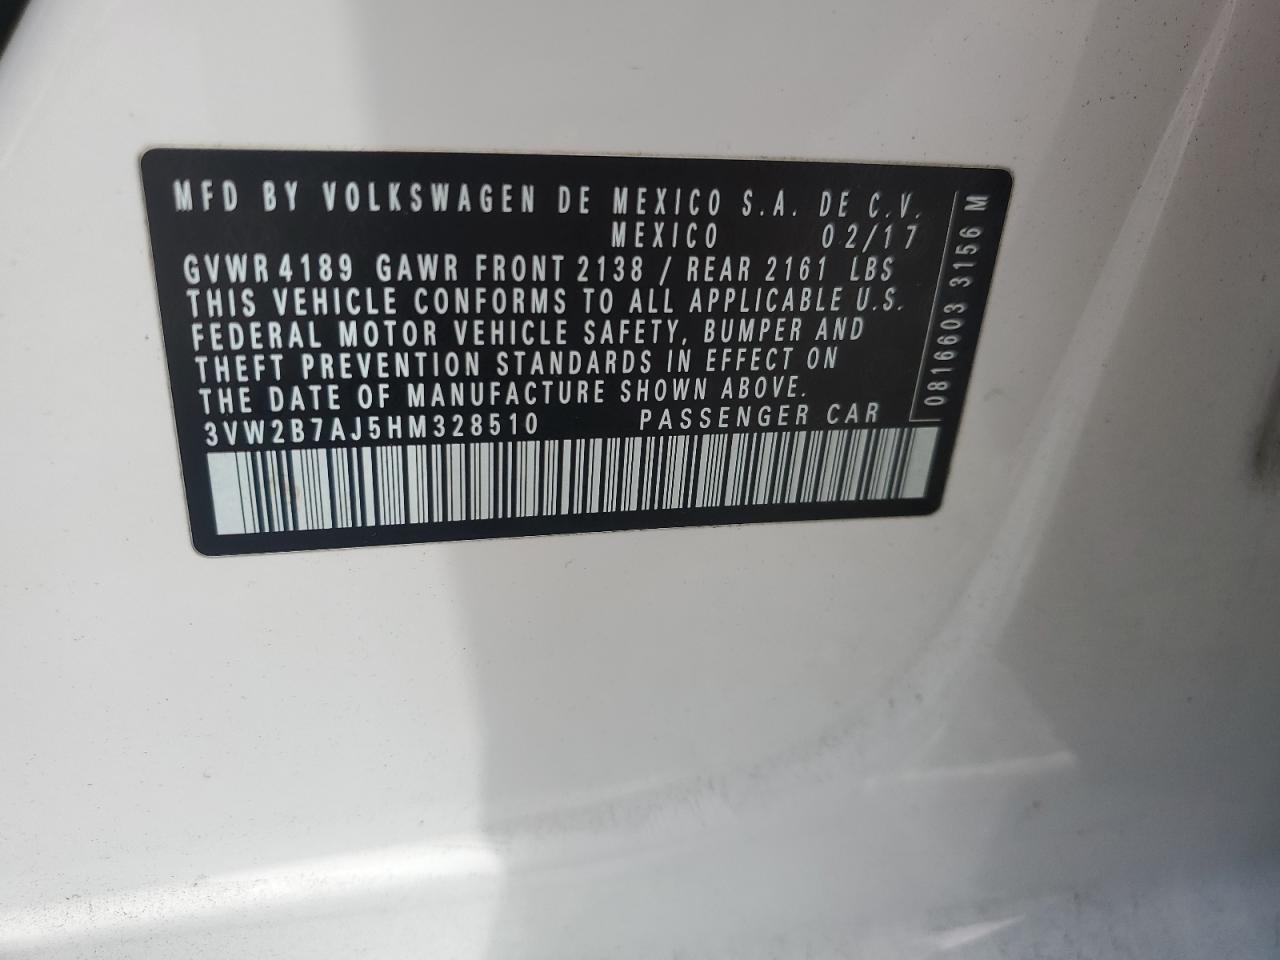 MFD BY VOLKSWAGEN DE MEXICO S.A. DE C.V.
MEXICO 02/17
GVWR 4189 GAWR FRONT 2138 / REAR 2161 LBS
THIS VEHICLE CONFORMS TO ALL APPLICABLE U.S.
FEDERAL MOTOR VEHICLE SAFETY, BUMPER AND
THEFT PREVENTION STANDARDS IN EFFECT ON
THE DATE OF MANUFACTURE SHOWN ABOVE.
3VW2B7AJ5HM328510 PASSENGER CAR
0816603 3156 M